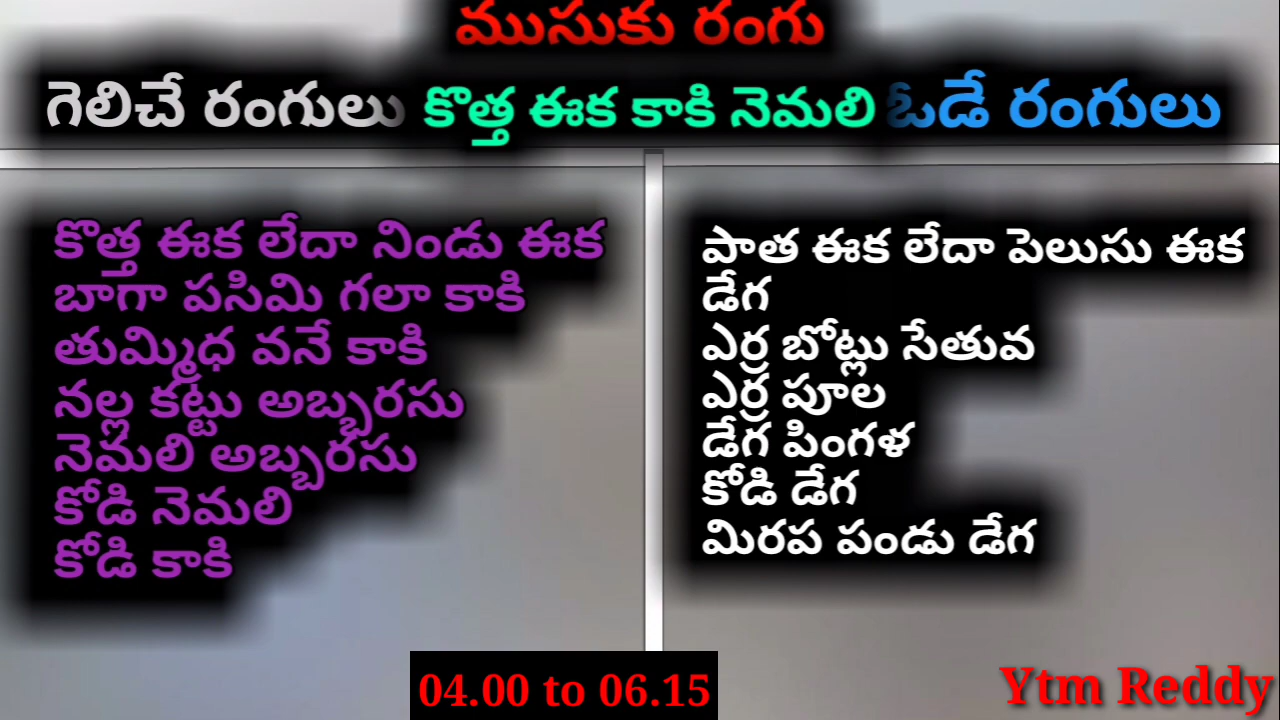 ముసుకు రంగు
గెలిచే రంగులు కొత్త ఈక కాకి నెమలి ఓడే రంగులు
కొత్త ఈక లేదా నిండు ఈక
బాగా పసిమి గలా కాకి
తుమ్మిధ వనే కాకి
నల్ల కట్టు అబ్బరసు
నెమలి అబ్బరసు
కోడి నెమలి
కోడి కాకి
పాత ఈక లేదా పెలుసు ఈక
డేగ
ఎర్ర బోట్లు సేతువ
ఎర్ర పూల
డేగ పింగళ
కోడి డేగ
మిరప పండు డేగ
04.00 to 06.15
Ytm Reddy